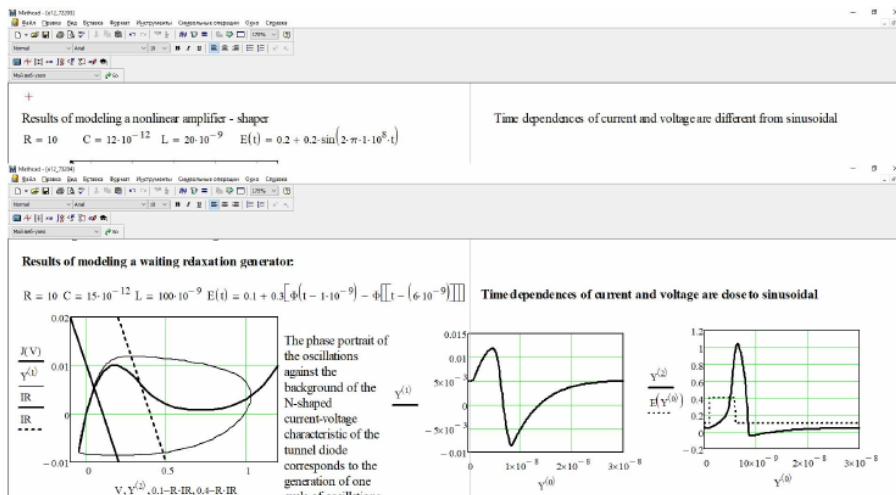 Mathcad - [a12_73203]
Файл Правка Вид Вставка Формат Инструменты Символьные операции Окно Справка
Normal Arial 18 B I U
Мой веб-узел Go
Results of modeling a nonlinear amplifier - shaper
R = 10 C = 12·10⁻¹² L = 20·10⁻⁹ E(t) = 0.2 + 0.2·sin(2·π·1·10⁸·t)
Time dependences of current and voltage are different from sinusoidal
Mathcad - [a12_73204]
Файл Правка Вид Вставка Формат Инструменты Символьные операции Окно Справка
Normal Arial 18 B I U
Мой веб-узел Go
Results of modeling a waiting relaxation generator:
R = 10 C = 15·10⁻¹² L = 100·10⁻⁹ E(t) = 0.1 + 0.3[Φ(t − 1·10⁻⁹) − Φ[[t − (6·10⁻⁹)]]]
Time dependences of current and voltage are close to sinusoidal
0.02
0.01
0
−0.01
J(V)
Y⁽¹⁾
IR
IR
0 0.5 1
V, Y⁽²⁾, 0.1−R·IR, 0.4−R·IR
The phase portrait of
the oscillations
against the
background of the
N-shaped
current-voltage
characteristic of the
tunnel diode
corresponds to the
generation of one
Y⁽¹⁾
0.015
0.01
5×10⁻³
0
−5×10⁻³
−0.01
1×10⁻⁸ 2×10⁻⁸ 3×10⁻⁸
Y⁽⁰⁾
Y⁽²⁾
E(Y⁽⁰⁾)
1.2
1
0.8
0.6
0.4
0.2
0
−0.2
0 1×10⁻⁸ 2×10⁻⁸ 3×10⁻⁸
Y⁽⁰⁾